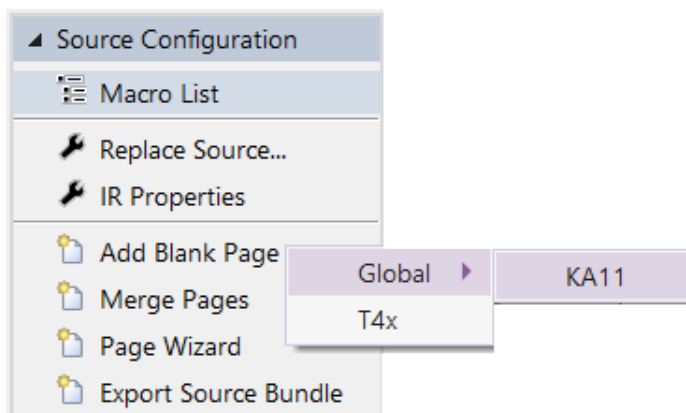 Source Configuration
Macro List
Replace Source...
IR Properties
Add Blank Page
Global
KA11
Merge Pages
T4x
Page Wizard
Export Source Bundle